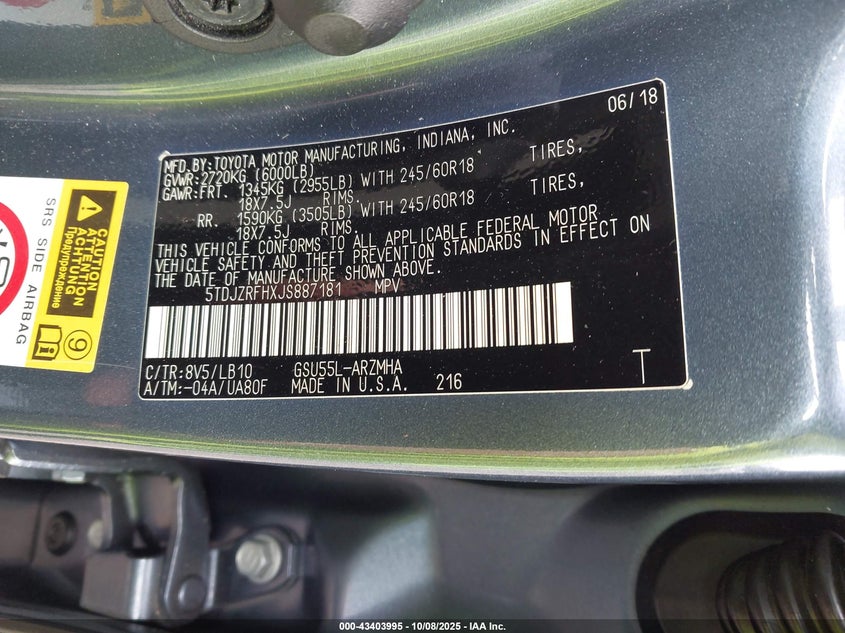 06/18
MFD.BY:TOYOTA MOTOR MANUFACTURING, INDIANA, INC.
GVWR:2720KG (6000LB)
GAWR:FRT. 1345KG (2955LB) WITH 245/60R18 TIRES,
18X7.5J RIMS.
RR. 1590KG (3505LB) WITH 245/60R18 TIRES,
18X7.5J RIMS.
THIS VEHICLE CONFORMS TO ALL APPLICABLE FEDERAL MOTOR
VEHICLE SAFETY AND THEFT PREVENTION STANDARDS IN EFFECT ON
THE DATE OF MANUFACTURE SHOWN ABOVE.
5TDJZRFHXJS887181 MPV
C/TR:8V5/LB10 GSU55L-ARZMHA
A/TM:-04A/UA80F MADE IN U.S.A. 216 T
SRS SIDE AIRBAG
CAUTION
ATTENTION
ACHTUNG
Предупреждение
9
000-43403995 - 10/08/2025 - IAA Inc.